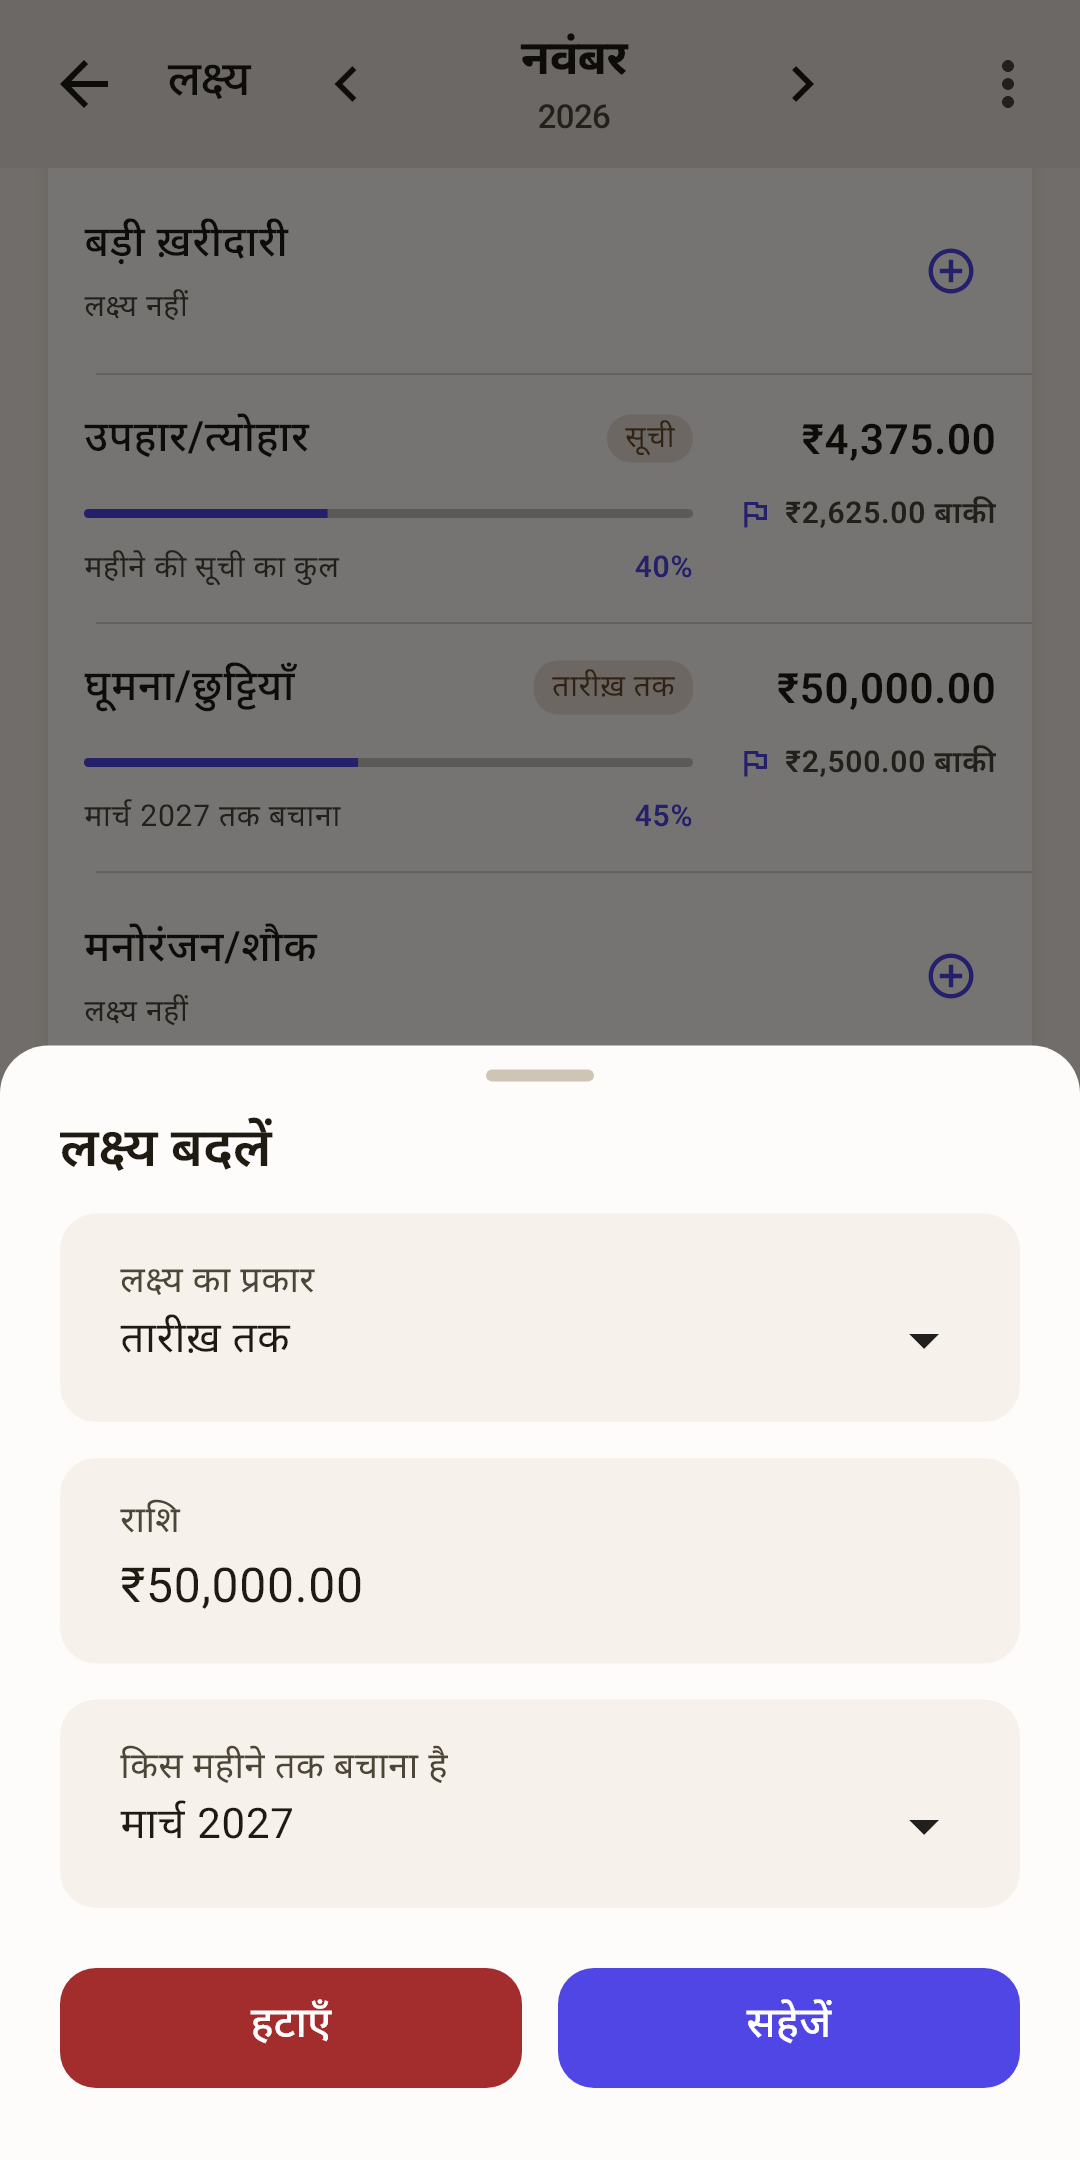 लक्ष्य
नवंबर
2026
बड़ी ख़रीदारी
लक्ष्य नहीं
उपहार/त्योहार
सूची
₹4,375.00
₹2,625.00 बाकी
महीने की सूची का कुल
40%
घूमना/छुट्टियाँ
तारीख़ तक
₹50,000.00
₹2,500.00 बाकी
मार्च 2027 तक बचाना
45%
मनोरंजन/शौक
लक्ष्य नहीं
लक्ष्य बदलें
लक्ष्य का प्रकार
तारीख़ तक
राशि
₹50,000.00
किस महीने तक बचाना है
मार्च 2027
हटाएँ
सहेजें